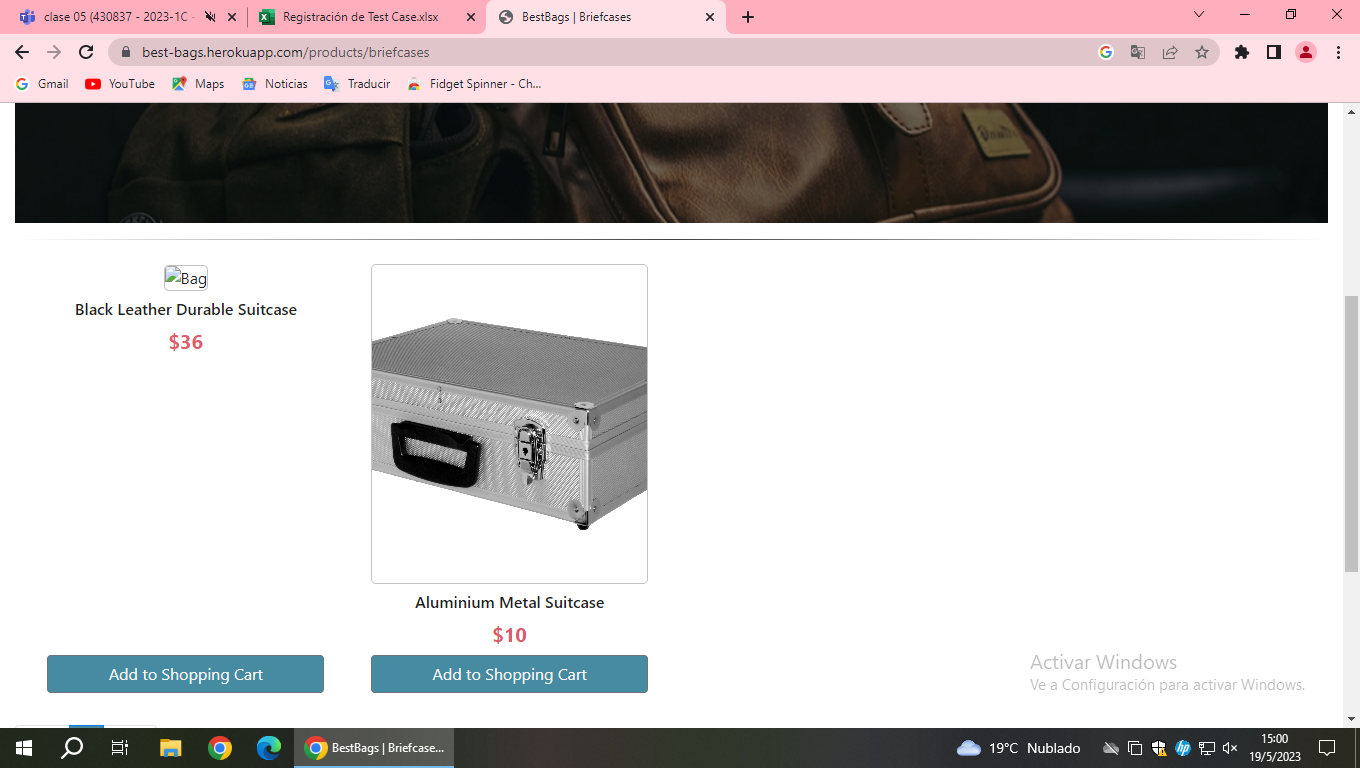 clase 05 (430837 - 2023-1C -
Registración de Test Case.xlsx
BestBags | Briefcases
best-bags.herokuapp.com/products/briefcases
Gmail
YouTube
Maps
Noticias
Traducir
Fidget Spinner - Ch...
Bag
Black Leather Durable Suitcase
$36
Aluminium Metal Suitcase
$10
Add to Shopping Cart
Add to Shopping Cart
Activar Windows
Ve a Configuración para activar Windows.
BestBags | Briefcase...
19°C Nublado
15:00
19/5/2023